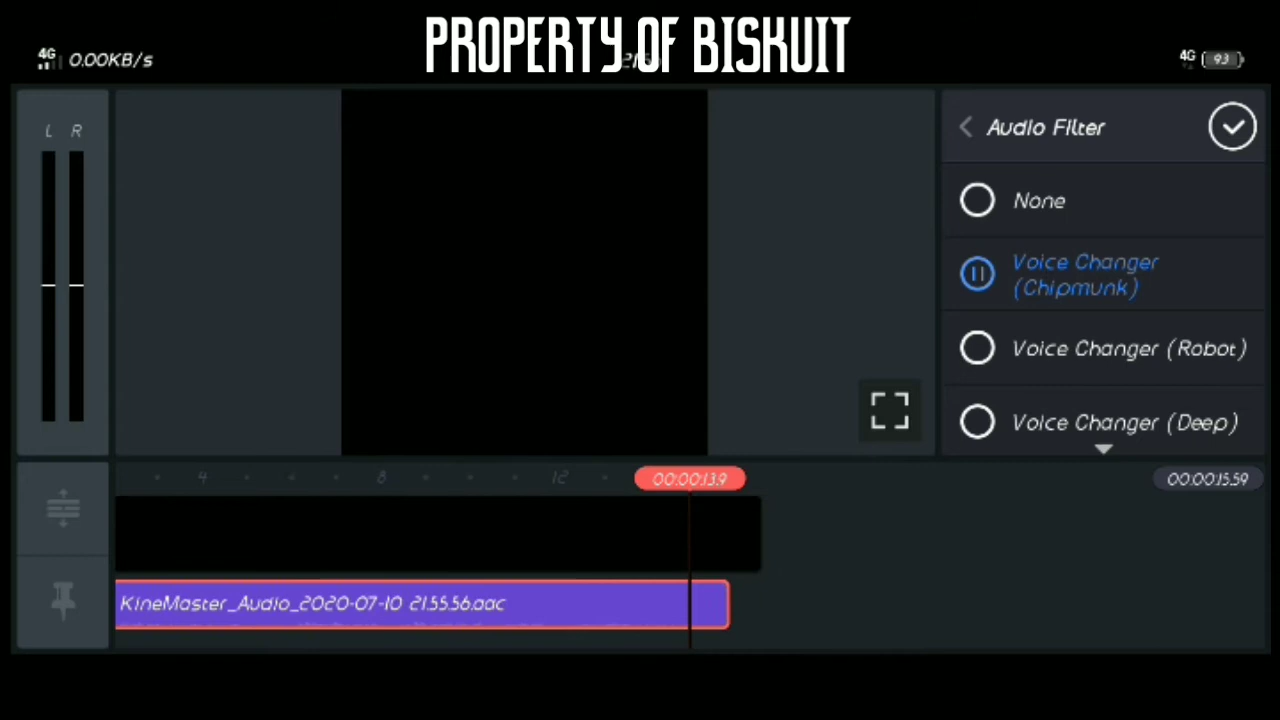 PROPERTY OF BISKUIT
4G 0.00KB/s
4G 93
L R
Audio Filter
None
Voice Changer
(Chipmunk)
Voice Changer (Robot)
Voice Changer (Deep)
4 8 12 00:00:13.9 00:00:15.59
KineMaster_Audio_2020-07-10 21.55.56.aac